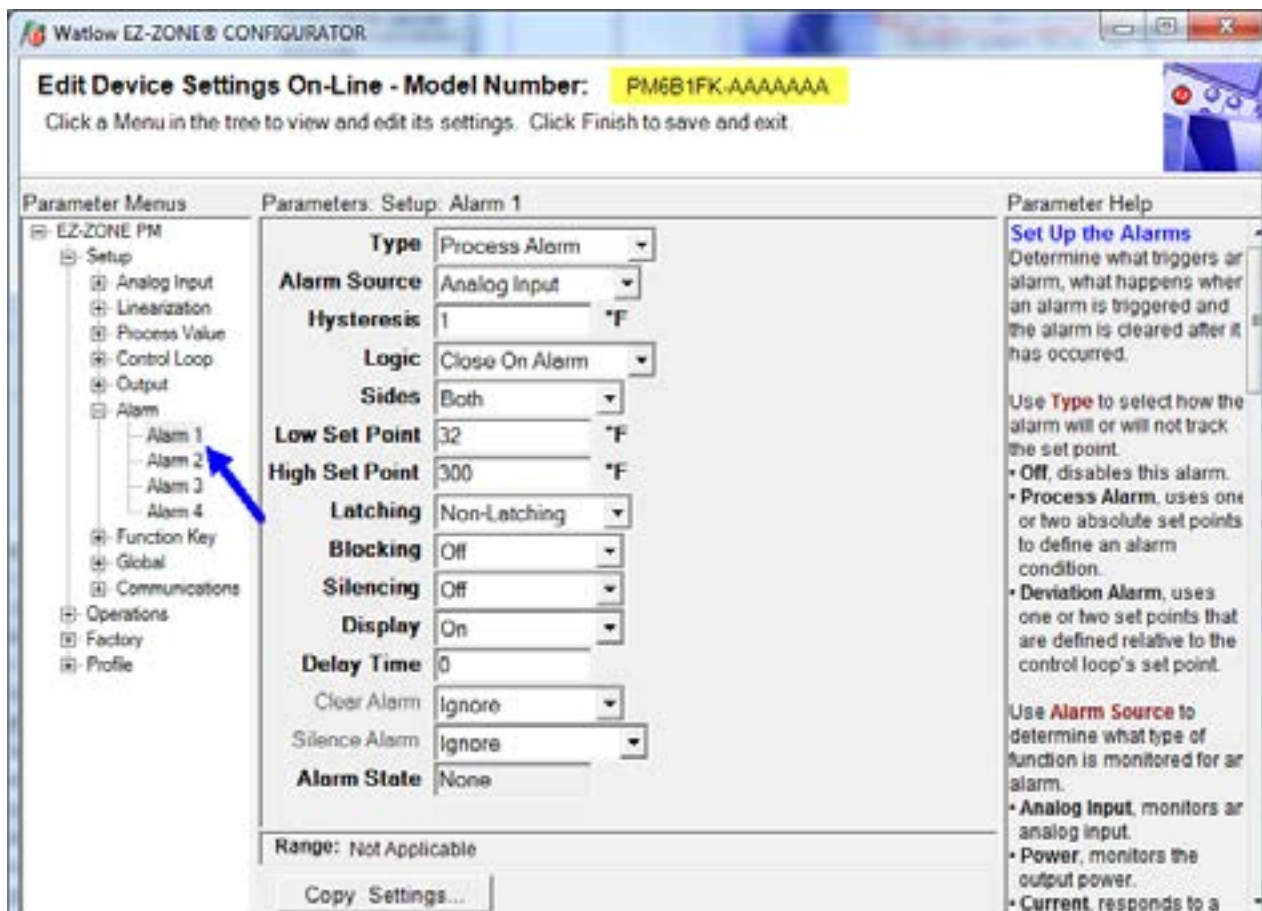 Watlow EZ-ZONE® CONFIGURATOR
Edit Device Settings On-Line - Model Number: PM6B1FK-AAAAAAA
Click a Menu in the tree to view and edit its settings. Click Finish to save and exit.
Parameter Menus
EZ-ZONE PM
Setup
Analog Input
Linearization
Process Value
Control Loop
Output
Alarm
Alarm 1
Alarm 2
Alarm 3
Alarm 4
Function Key
Global
Communications
Operations
Factory
Profile
Parameters: Setup: Alarm 1
Type Process Alarm
Alarm Source Analog Input
Hysteresis 1 °F
Logic Close On Alarm
Sides Both
Low Set Point 32 °F
High Set Point 300 °F
Latching Non-Latching
Blocking Off
Silencing Off
Display On
Delay Time 0
Clear Alarm Ignore
Silence Alarm Ignore
Alarm State None
Range: Not Applicable
Copy Settings...
Parameter Help
Set Up the Alarms
Determine what triggers ar
alarm, what happens wher
an alarm is triggered and
the alarm is cleared after it
has occurred.
Use Type to select how the
alarm will or will not track
the set point.
• Off, disables this alarm.
• Process Alarm, uses one
or two absolute set points
to define an alarm
condition.
• Deviation Alarm, uses
one or two set points that
are defined relative to the
control loop's set point.
Use Alarm Source to
determine what type of
function is monitored for ar
alarm.
• Analog Input, monitors ar
analog input.
• Power, monitors the
output power.
• Current, responds to a